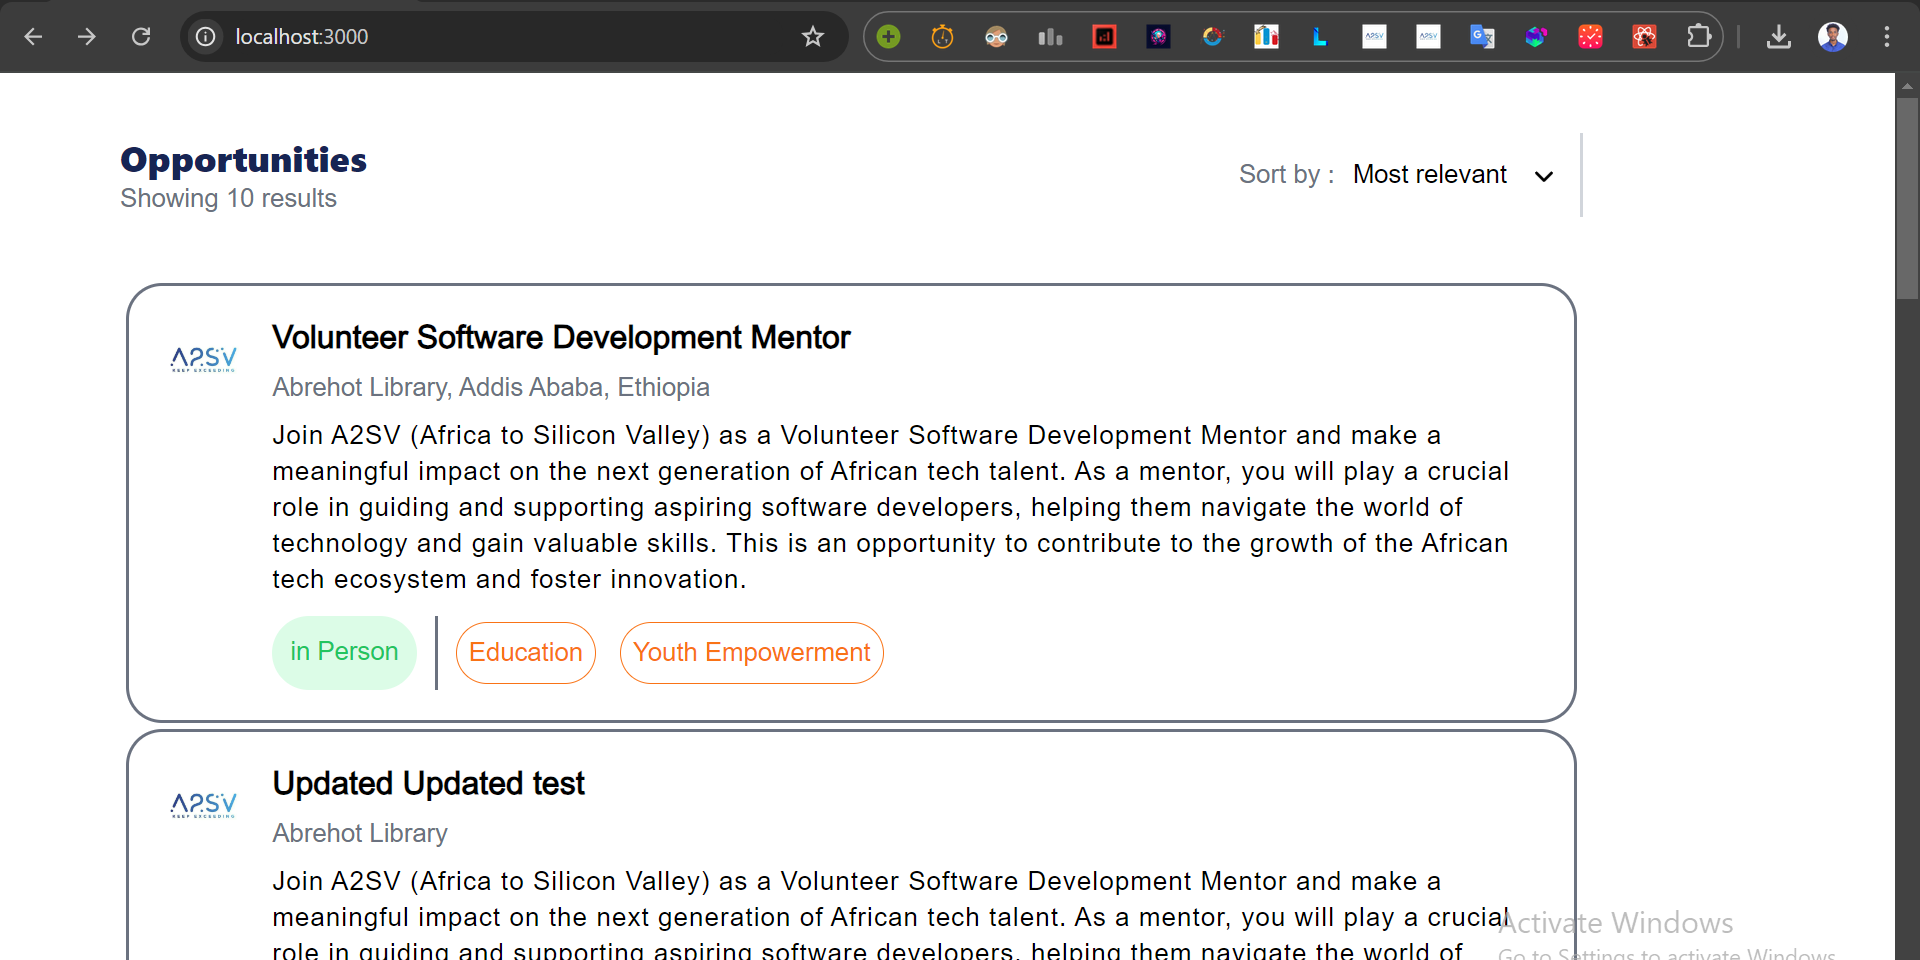 localhost:3000
Opportunities
Showing 10 results
Sort by : Most relevant
A2SV
KEEP EXCEEDING
Volunteer Software Development Mentor
Abrehot Library, Addis Ababa, Ethiopia
Join A2SV (Africa to Silicon Valley) as a Volunteer Software Development Mentor and make a
meaningful impact on the next generation of African tech talent. As a mentor, you will play a crucial
role in guiding and supporting aspiring software developers, helping them navigate the world of
technology and gain valuable skills. This is an opportunity to contribute to the growth of the African
tech ecosystem and foster innovation.
in Person
Education
Youth Empowerment
A2SV
KEEP EXCEEDING
Updated Updated test
Abrehot Library
Join A2SV (Africa to Silicon Valley) as a Volunteer Software Development Mentor and make a
meaningful impact on the next generation of African tech talent. As a mentor, you will play a crucial
role in guiding and supporting aspiring software developers, helping them navigate the world of
Activate Windows
Go to Settings to activate Windows.